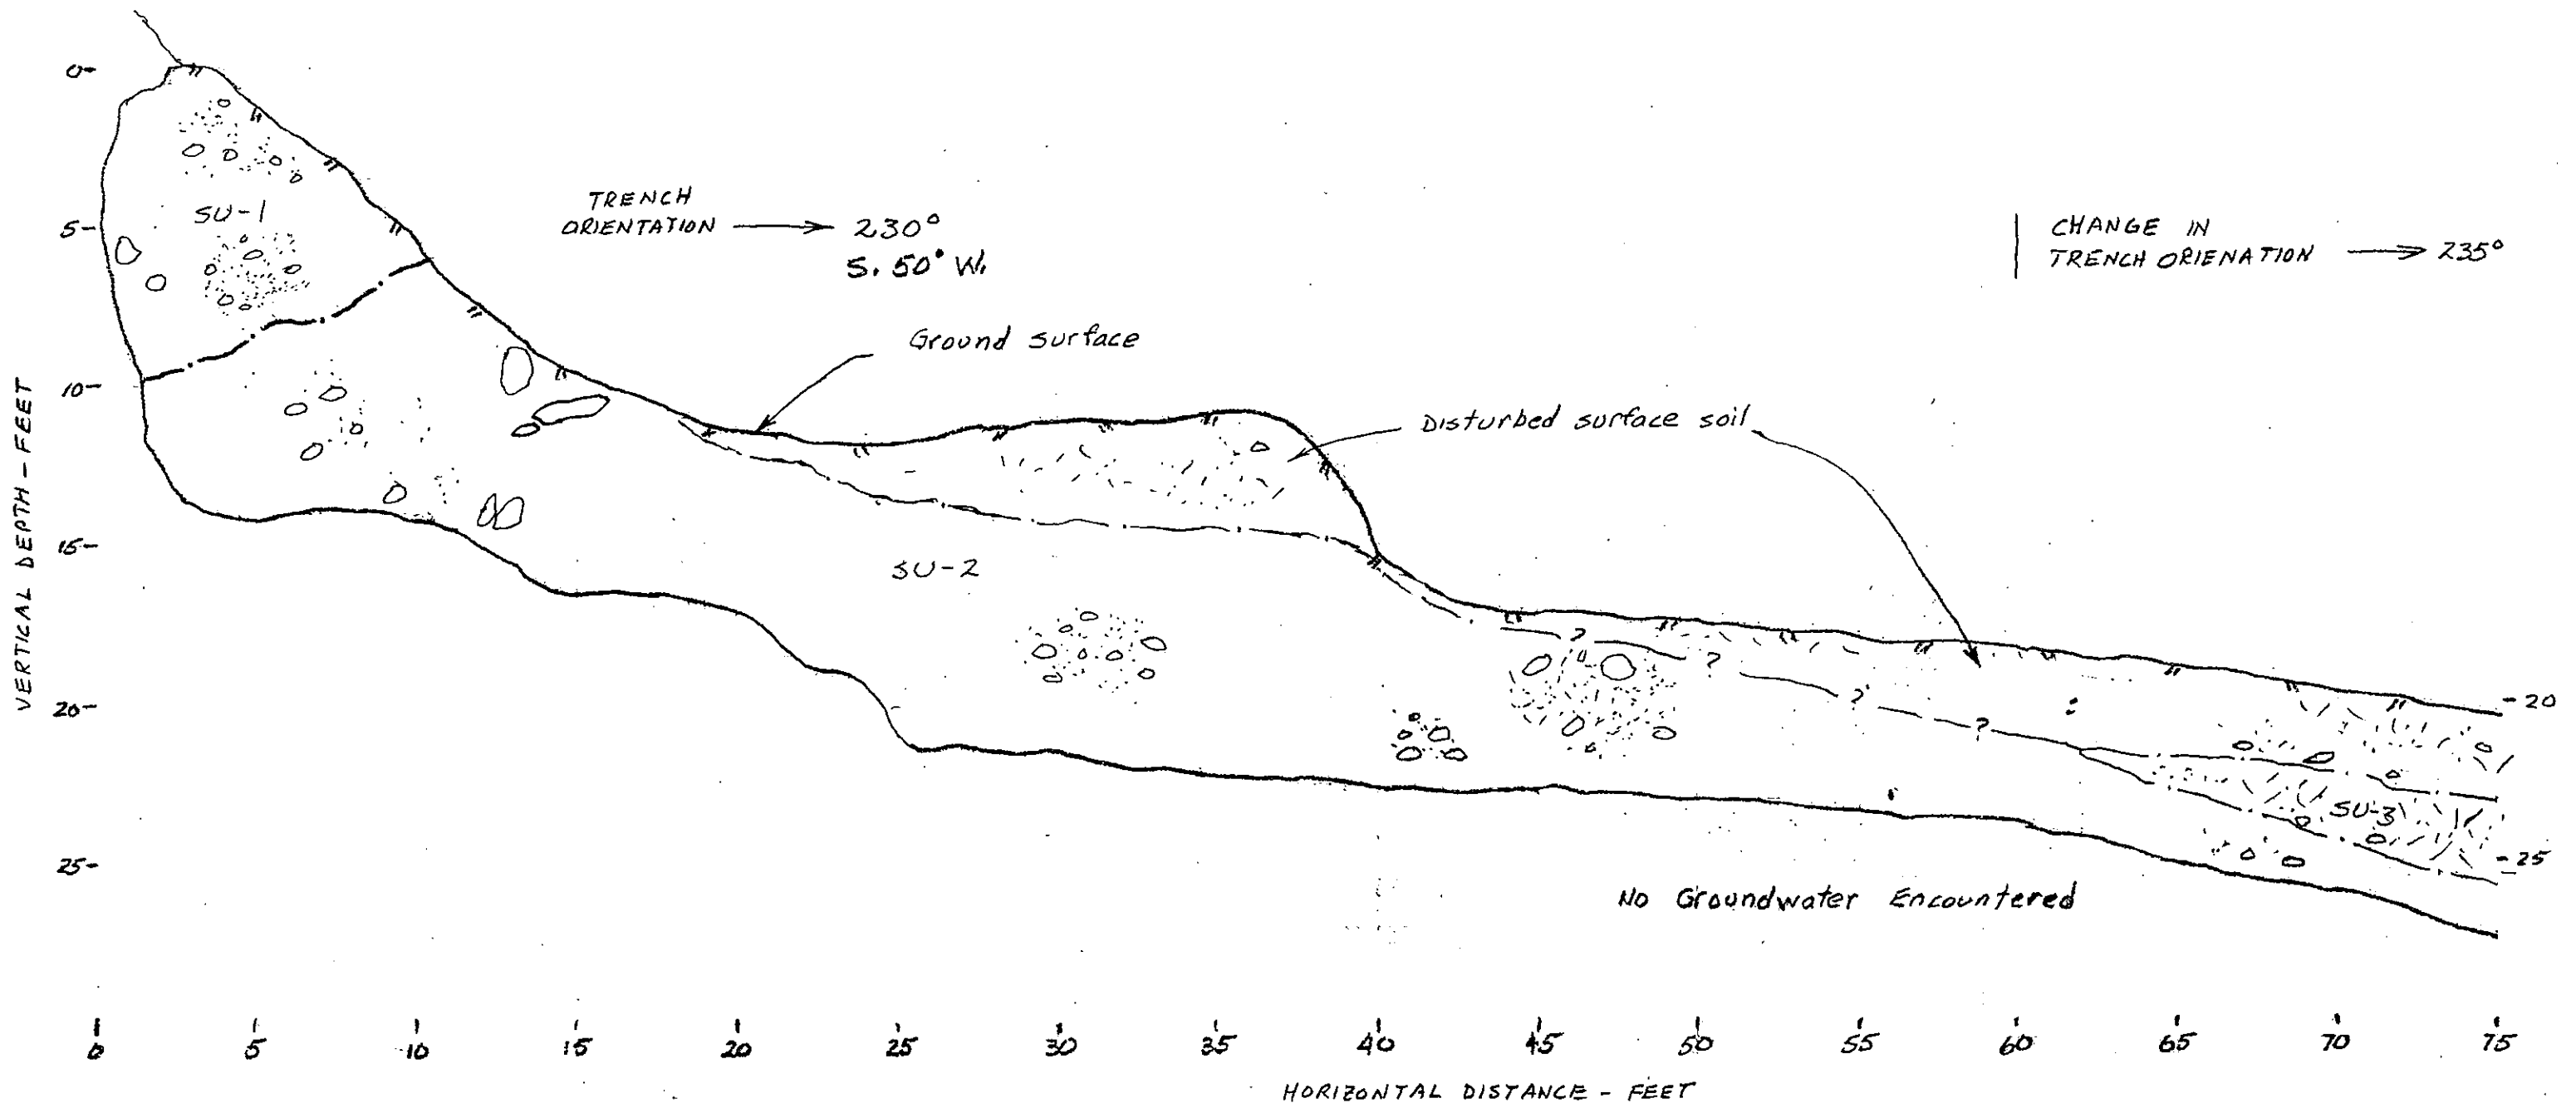 0-
5-
10-
15-
20-
25-
VERTICAL DEPTH - FEET
SU-1
TRENCH
ORIENTATION → 230°
S. 50° W.
CHANGE IN
TRENCH ORIENATION → 235°
Ground surface
Disturbed surface soil
SU-2
?
?
?
?
SU-3
-20
-25
No Groundwater Encountered
0 5 10 15 20 25 30 35 40 45 50 55 60 65 70 75
HORIZONTAL DISTANCE - FEET